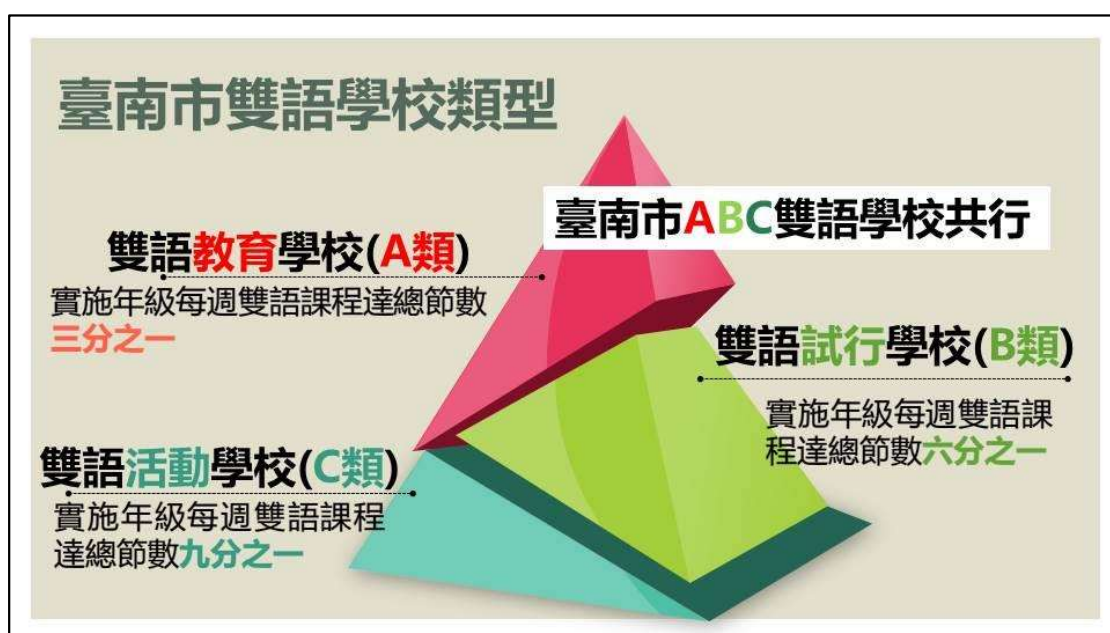 臺南市雙語學校類型
臺南市ABC雙語學校共行
雙語教育學校(A類)
實施年級每週雙語課程達總節數
三分之一
雙語試行學校(B類)
實施年級每週雙語課
程達總節數六分之一
雙語活動學校(C類)
實施年級每週雙語課程
達總節數九分之一